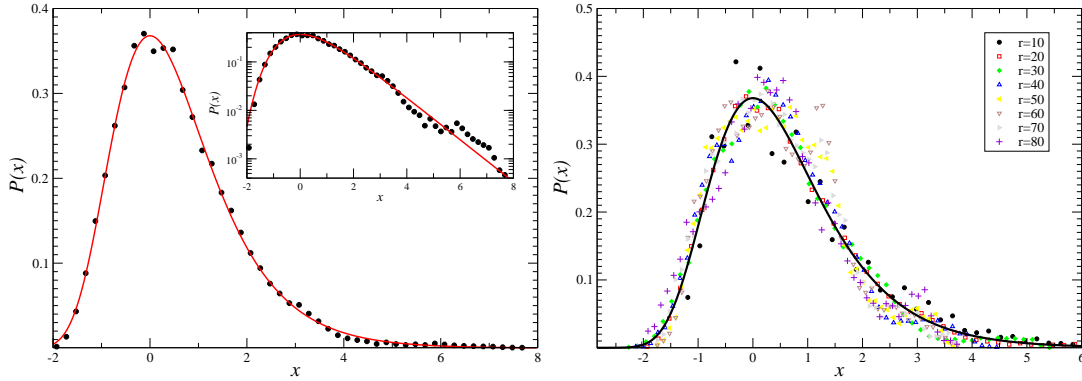 0.4
0.3
0.2
0.1
P(x)
-2 0 2 4 6 8
x
10^-1
10^-2
10^-3
P(x)
-2 0 2 4 6 8
x
0.5
0.4
0.3
0.2
0.1
P(x)
-2 -1 0 1 2 3 4 5 6
x
r=10
r=20
r=30
r=40
r=50
r=60
r=70
r=80